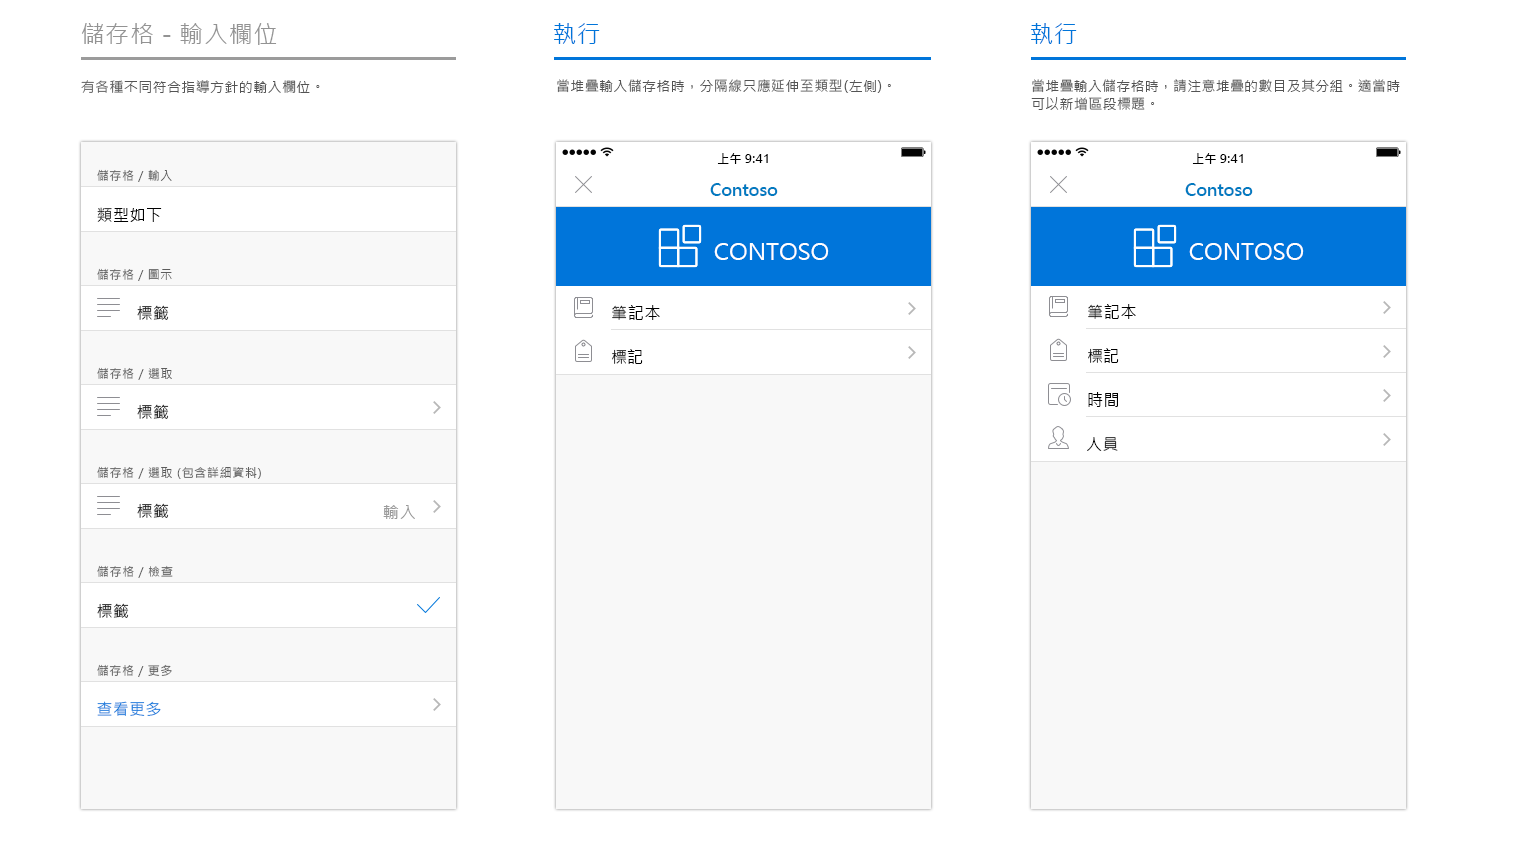 儲存格 - 輸入欄位
有各種不同符合指導方針的輸入欄位。
儲存格 / 輸入
類型如下
儲存格 / 圖示
標籤
儲存格 / 選取
標籤
儲存格 / 選取 (包含詳細資料)
標籤
輸入
儲存格 / 檢查
標籤
儲存格 / 更多
查看更多
執行
當堆疊輸入儲存格時，分隔線只應延伸至類型(左側)。
上午 9:41
Contoso
CONTOSO
筆記本
標記
執行
當堆疊輸入儲存格時，請注意堆疊的數目及其分組。適當時
可以新增區段標題。
上午 9:41
Contoso
CONTOSO
筆記本
標記
時間
人員